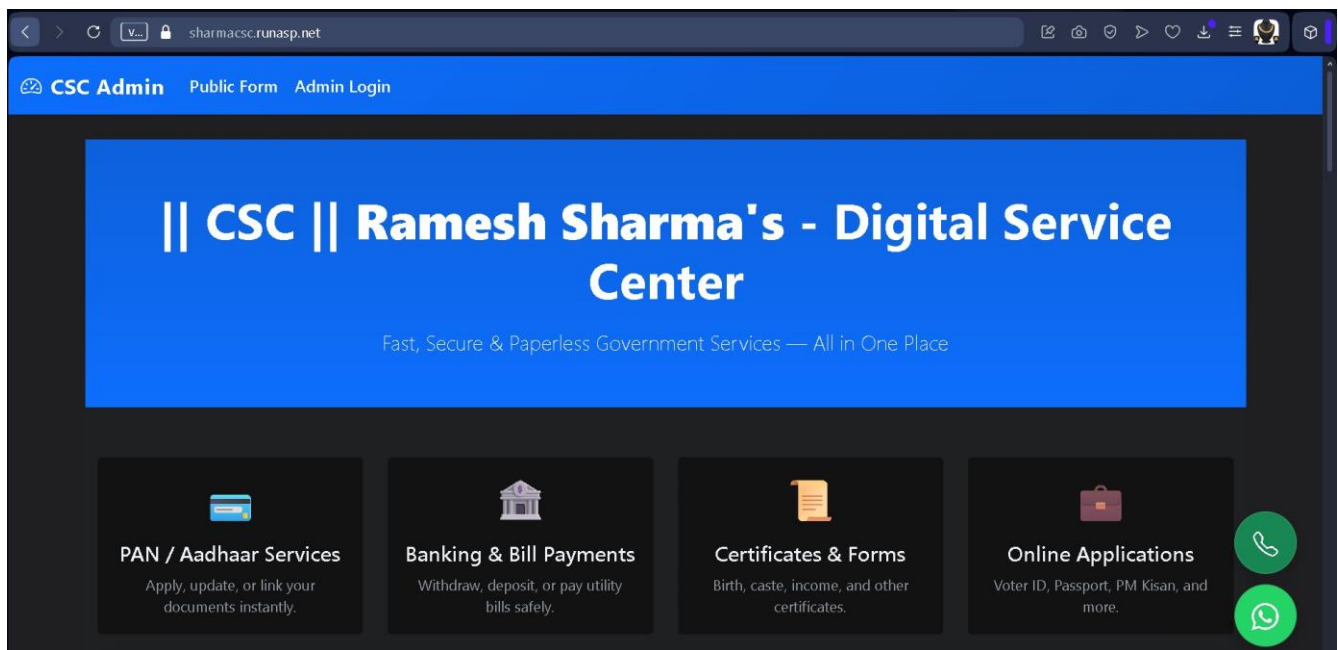 V...
sharmacsc.runasp.net
CSC Admin Public Form Admin Login
|| CSC || Ramesh Sharma's - Digital Service
Center
Fast, Secure & Paperless Government Services — All in One Place
PAN / Aadhaar Services
Apply, update, or link your
documents instantly.
Banking & Bill Payments
Withdraw, deposit, or pay utility
bills safely.
Certificates & Forms
Birth, caste, income, and other
certificates.
Online Applications
Voter ID, Passport, PM Kisan, and
more.